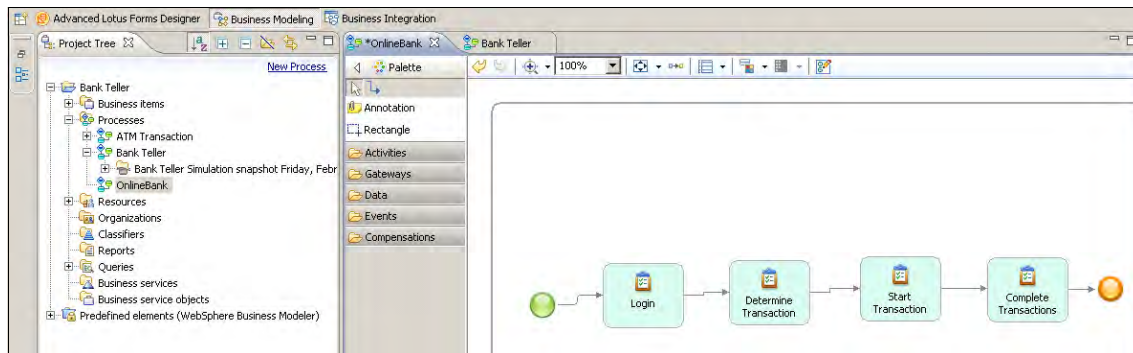 Advanced Lotus Forms Designer Business Modeling Business Integration
Project Tree
New Process
Bank Teller
Business items
Processes
ATM Transaction
Bank Teller
Bank Teller Simulation snapshot Friday, Febr
OnlineBank
Resources
Organizations
Classifiers
Reports
Queries
Business services
Business service objects
Predefined elements (WebSphere Business Modeler)
*OnlineBank Bank Teller
Palette
100%
Annotation
Rectangle
Activities
Gateways
Data
Events
Compensations
Login
Determine
Transaction
Start
Transaction
Complete
Transactions